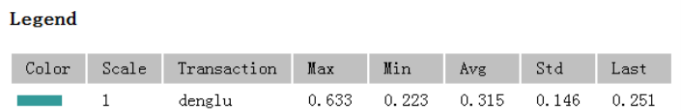 Legend
Color Scale Transaction Max Min Avg Std Last
1 denglu 0.633 0.223 0.315 0.146 0.251